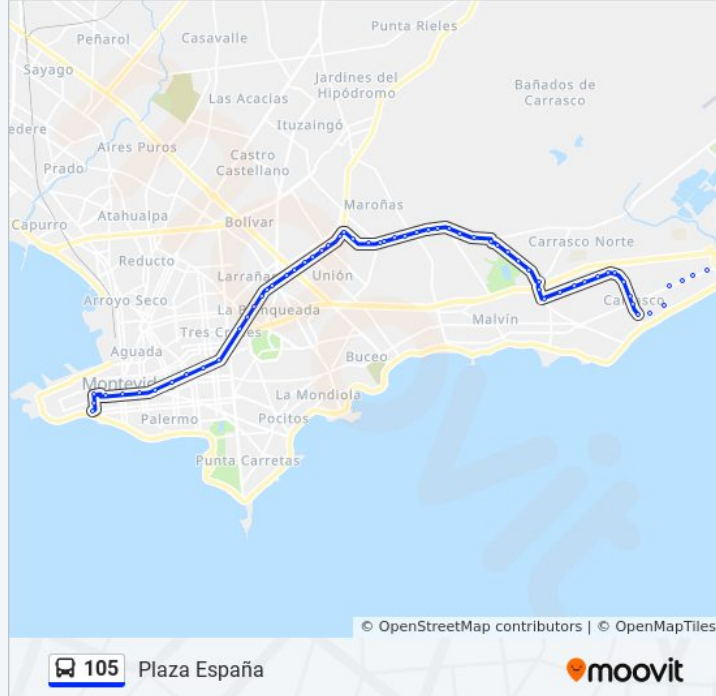 Punta Rieles
Peñarol
Casavalle
Sayago
Jardines del
Hipódromo
Bañados de
Carrasco
Las Acacias
Ituzaingó
edere
Aires Puros
Castro
Castellano
Prado
Maroñas
Capurro
Atahualpa
Bolívar
Carrasco Norte
Reducto
Larrañaga
Unión
Arroyo Seco
La Blanqueada
Carrasco
Tres Cruces
Malvín
Aguada
Buceo
Montevid
La Mondiola
Palermo
Pocitos
Punta Carretas
© OpenStreetMap contributors | © OpenMapTiles
105 Plaza España
moovit